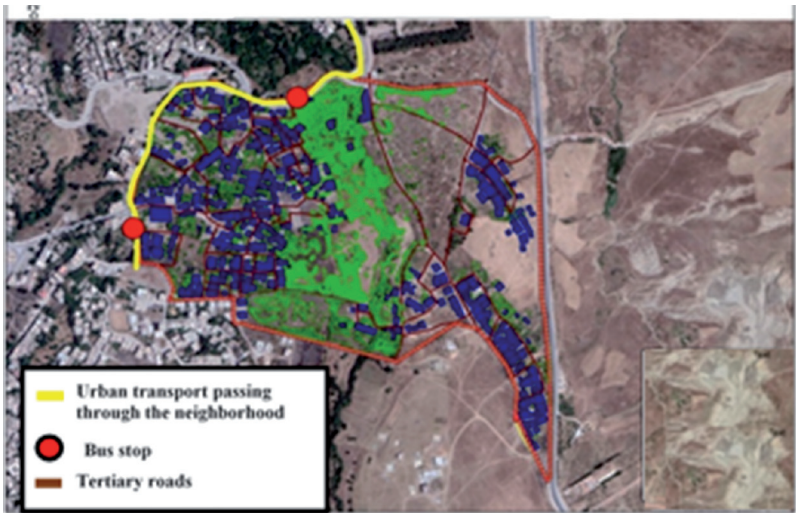 Urban transport passing
through the neighborhood
Bus stop
Tertiary roads